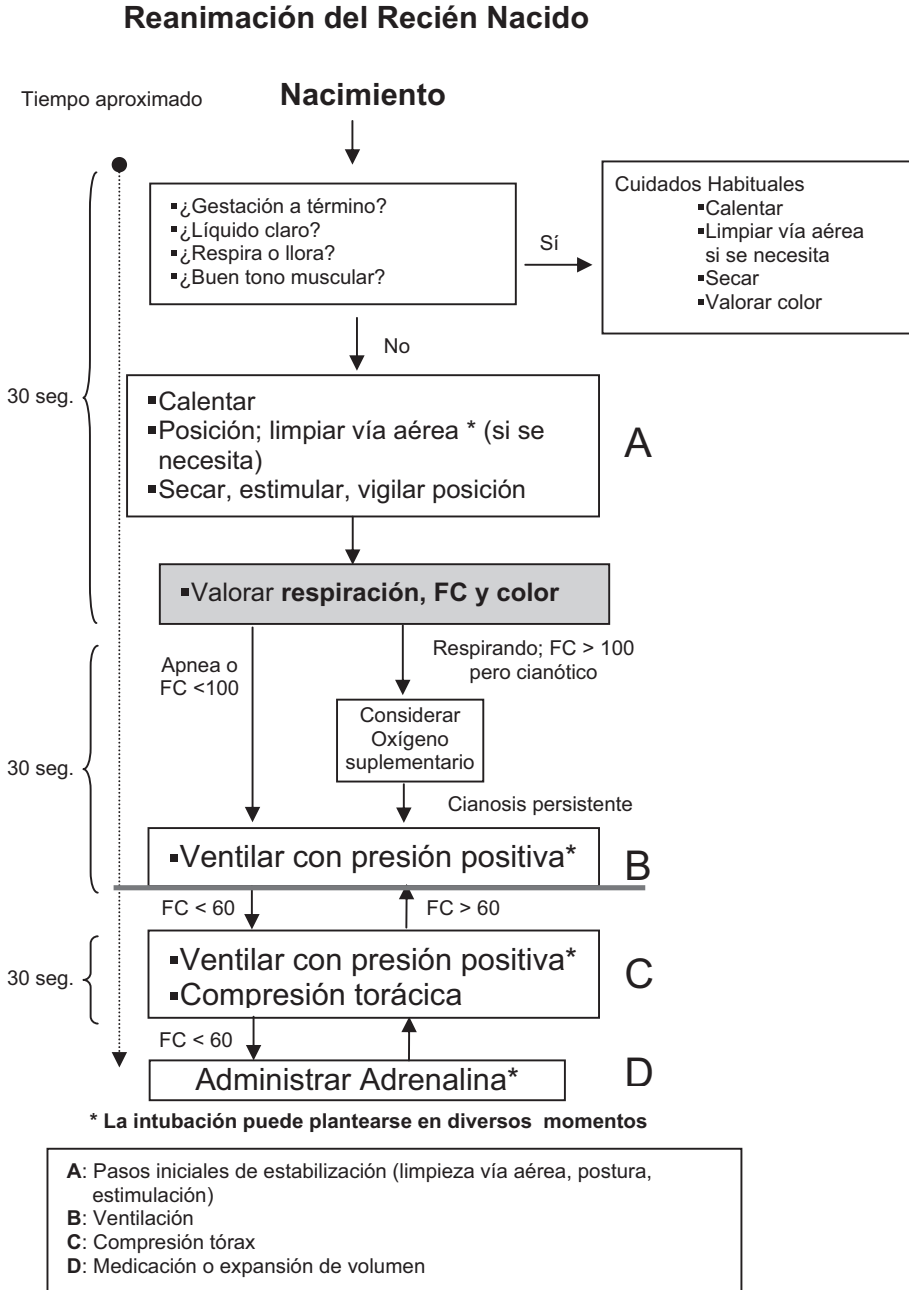 Reanimación del Recién Nacido
Tiempo aproximado
Nacimiento
▪¿Gestación a término?
▪¿Líquido claro?
▪¿Respira o llora?
▪¿Buen tono muscular?
Sí
Cuidados Habituales
▪Calentar
▪Limpiar vía aérea
si se necesita
▪Secar
▪Valorar color
No
30 seg.
▪Calentar
▪Posición; limpiar vía aérea * (si se
necesita)
▪Secar, estimular, vigilar posición
A
▪Valorar respiración, FC y color
Apnea o
FC <100
Respirando; FC > 100
pero cianótico
30 seg.
Considerar
Oxígeno
suplementario
Cianosis persistente
▪Ventilar con presión positiva*
B
FC < 60
FC > 60
30 seg.
▪Ventilar con presión positiva*
▪Compresión torácica
C
FC < 60
Administrar Adrenalina*
D
* La intubación puede plantearse en diversos momentos
A: Pasos iniciales de estabilización (limpieza vía aérea, postura,
estimulación)
B: Ventilación
C: Compresión tórax
D: Medicación o expansión de volumen